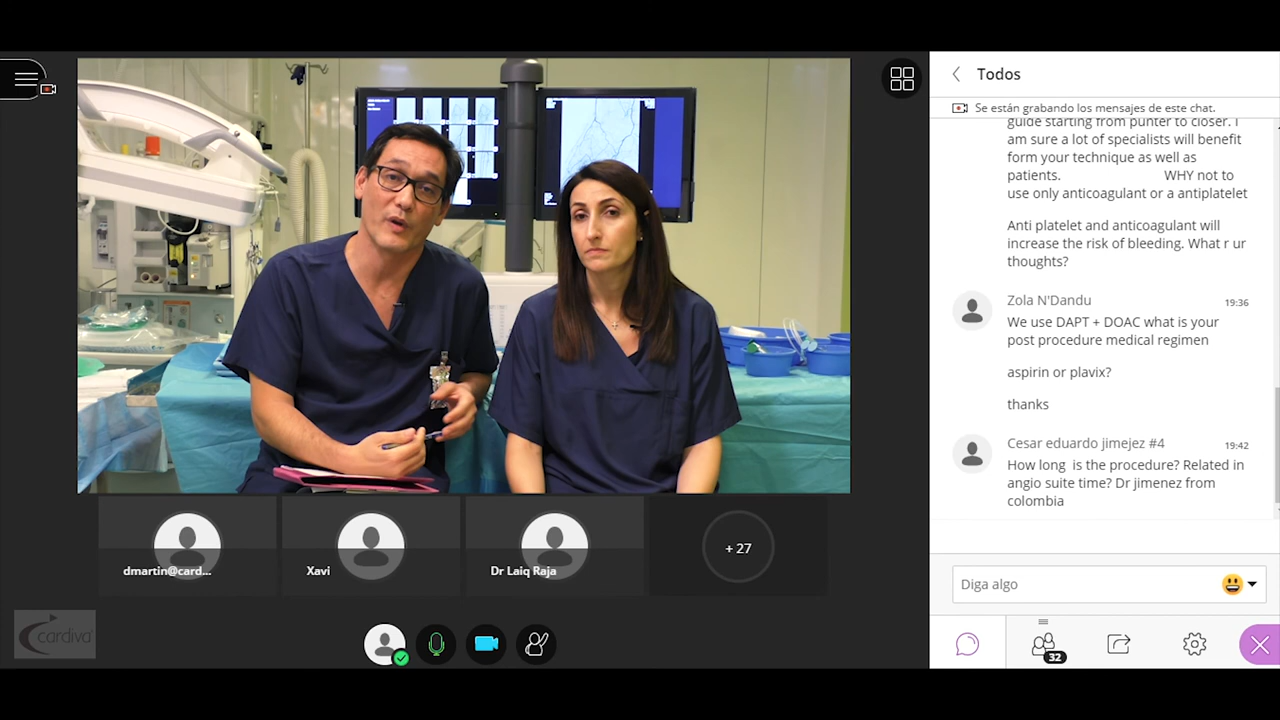 Todos
Se están grabando los mensajes de este chat.
guide starting from punter to closer. I
am sure a lot of specialists will benefit
form your technique as well as
patients. WHY not to
use only anticoagulant or a antiplatelet
Anti platelet and anticoagulant will
increase the risk of bleeding. What r ur
thoughts?
Zola N'Dandu 19:36
We use DAPT + DOAC what is your
post procedure medical regimen
aspirin or plavix?
thanks
Cesar eduardo jimejez #4 19:42
How long is the procedure? Related in
angio suite time? Dr jimenez from
colombia
Diga algo
32
dmartin@card...
Xavi
Dr Laiq Raja
+ 27
cardiva